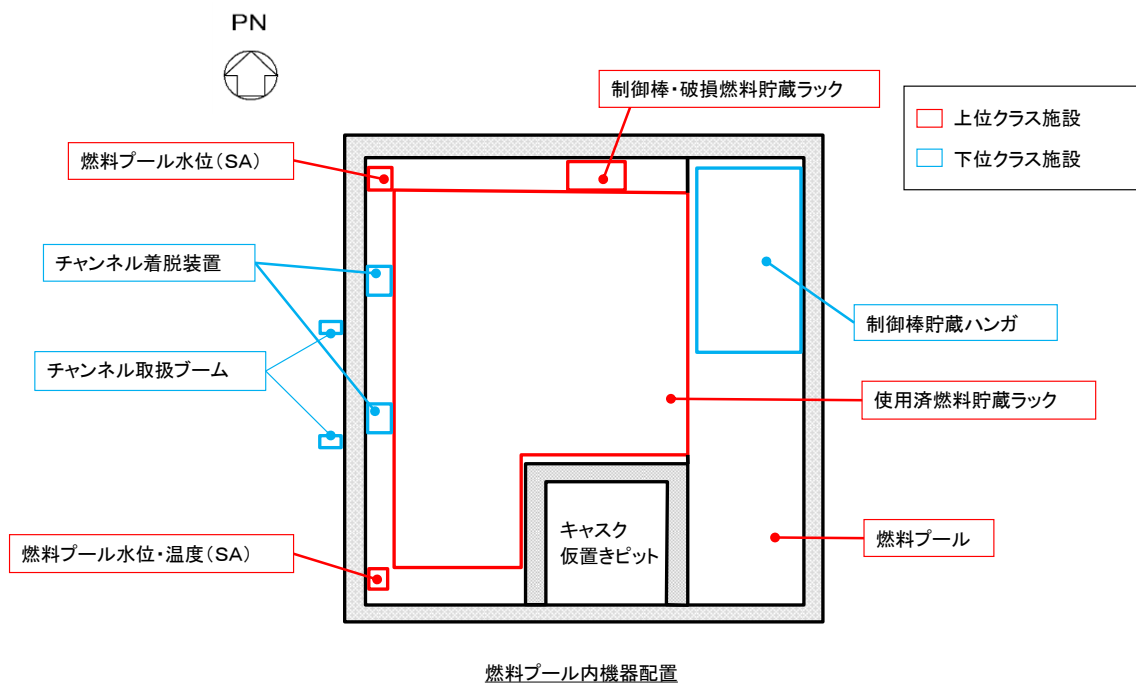 PN
制御棒・破損燃料貯蔵ラック
上位クラス施設
下位クラス施設
燃料プール水位(SA)
チャンネル着脱装置
制御棒貯蔵ハンガ
チャンネル取扱ブーム
使用済燃料貯蔵ラック
キャスク
仮置きピット
燃料プール
燃料プール水位・温度(SA)
燃料プール内機器配置